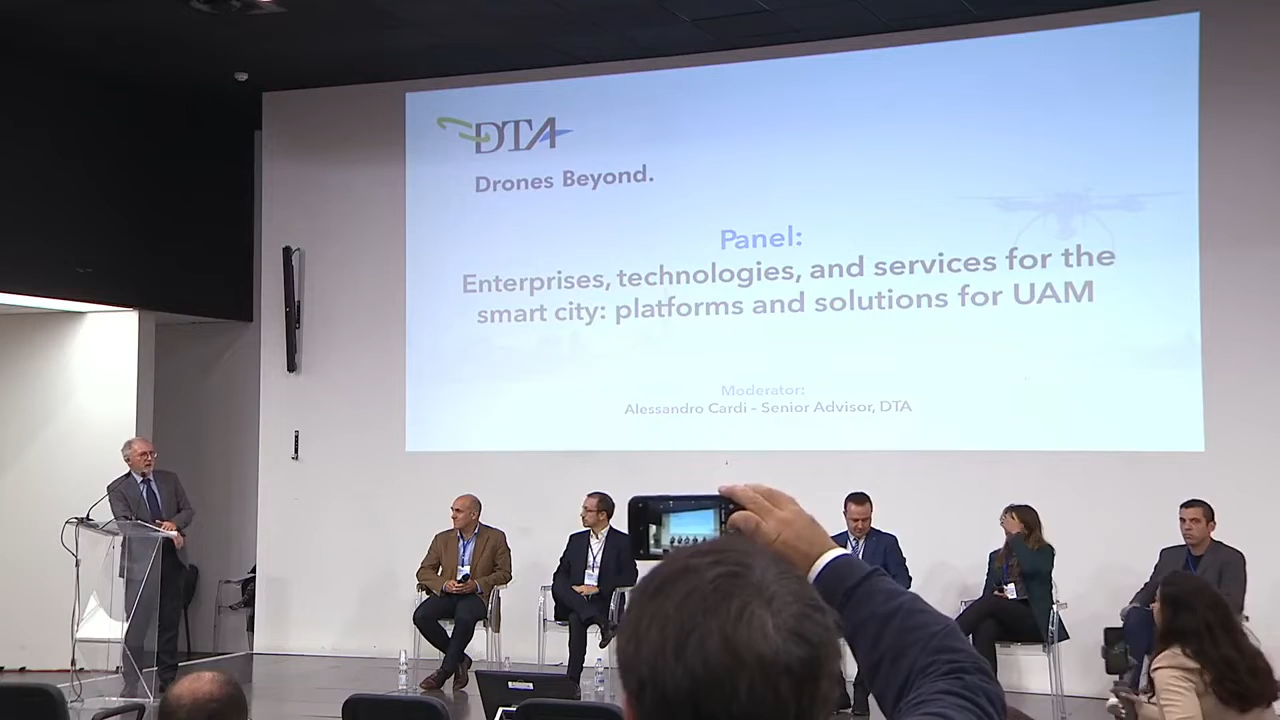 DTA
Drones Beyond.
Panel:
Enterprises, technologies, and services for the
smart city: platforms and solutions for UAM
Moderator:
Alessandro Cardi – Senior Advisor, DTA